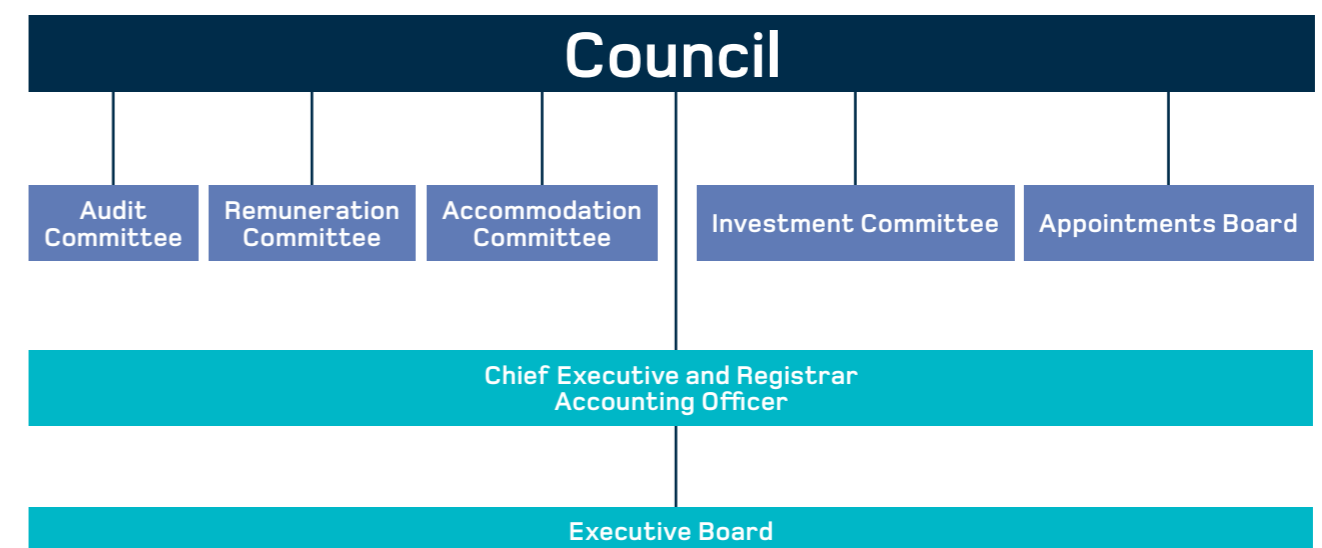 Council
Audit
Committee
Remuneration
Committee
Accommodation
Committee
Investment Committee
Appointments Board
Chief Executive and Registrar
Accounting Officer
Executive Board